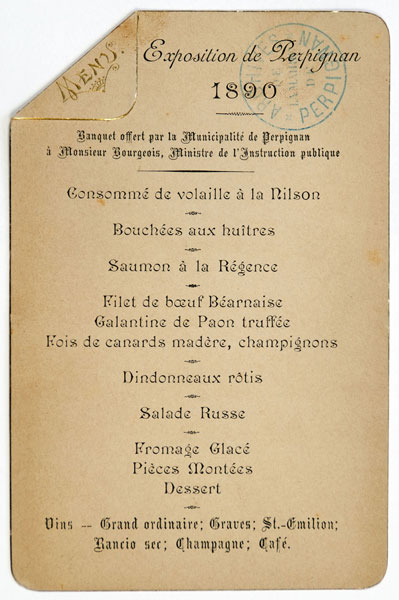 MENU.
Exposition de Perpignan
1890
ARCHIVES
PERPIGNAN
Banquet offert par la Municipalité de Perpignan
à Monsieur Bourgeois, Ministre de l'Instruction publique
Consommé de volaille à la Nilson
Bouchées aux huîtres
Saumon à la Régence
Filet de bœuf Béarnaise
Galantine de Paon truffée
Fois de canards madère, champignons
Dindonneaux rôtis
Salade Russe
Fromage Glacé
Pièces Montées
Dessert
Vins -- Grand ordinaire; Graves; St.-Emilion;
Rancio sec; Champagne; Café.